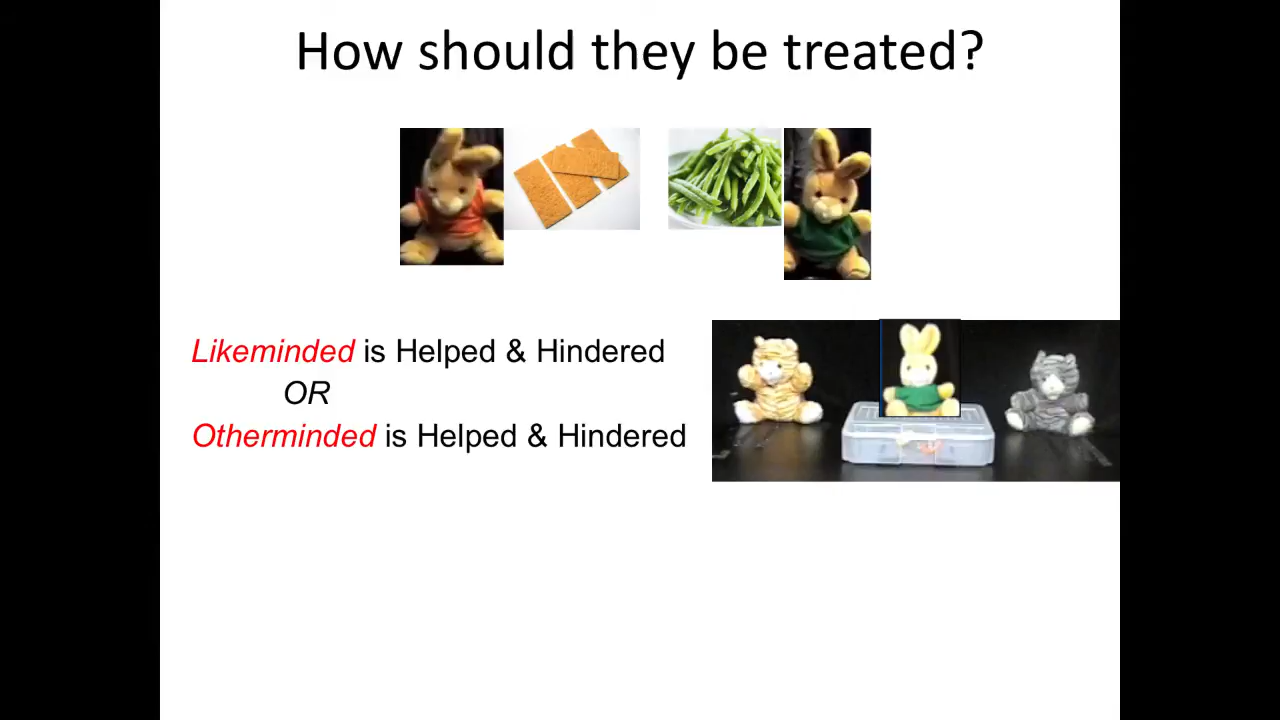 How should they be treated?
Likeminded is Helped & Hindered
OR
Otherminded is Helped & Hindered